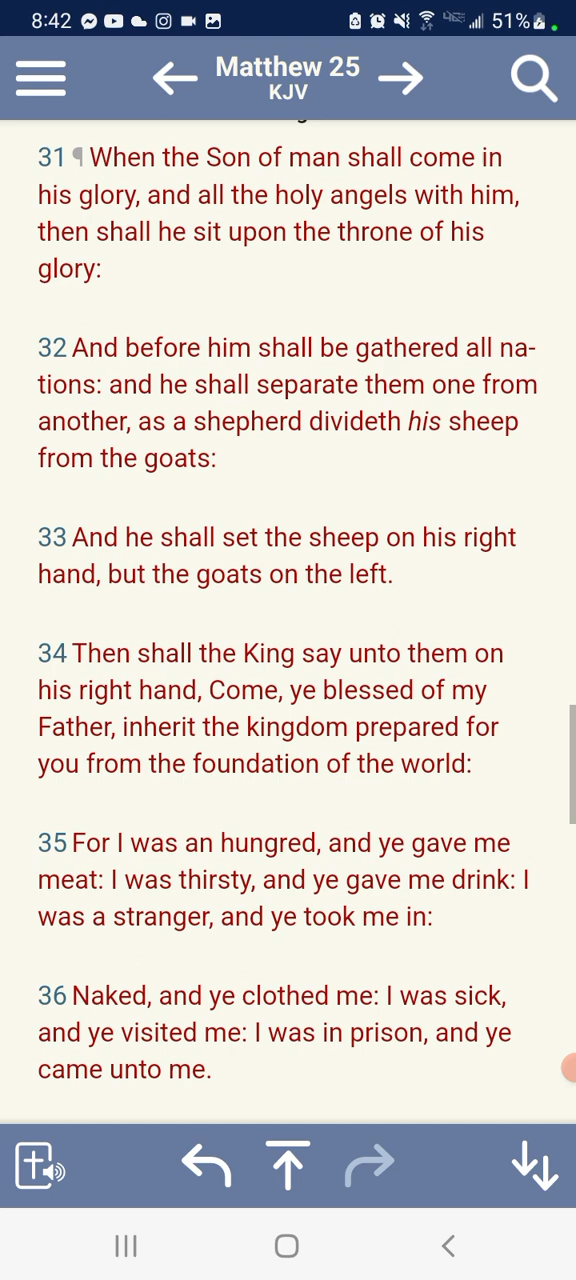 8:42
51%
Matthew 25
KJV
31 ¶ When the Son of man shall come in
his glory, and all the holy angels with him,
then shall he sit upon the throne of his
glory:
32 And before him shall be gathered all na-
tions: and he shall separate them one from
another, as a shepherd divideth his sheep
from the goats:
33 And he shall set the sheep on his right
hand, but the goats on the left.
34 Then shall the King say unto them on
his right hand, Come, ye blessed of my
Father, inherit the kingdom prepared for
you from the foundation of the world:
35 For I was an hungred, and ye gave me
meat: I was thirsty, and ye gave me drink: I
was a stranger, and ye took me in:
36 Naked, and ye clothed me: I was sick,
and ye visited me: I was in prison, and ye
came unto me.